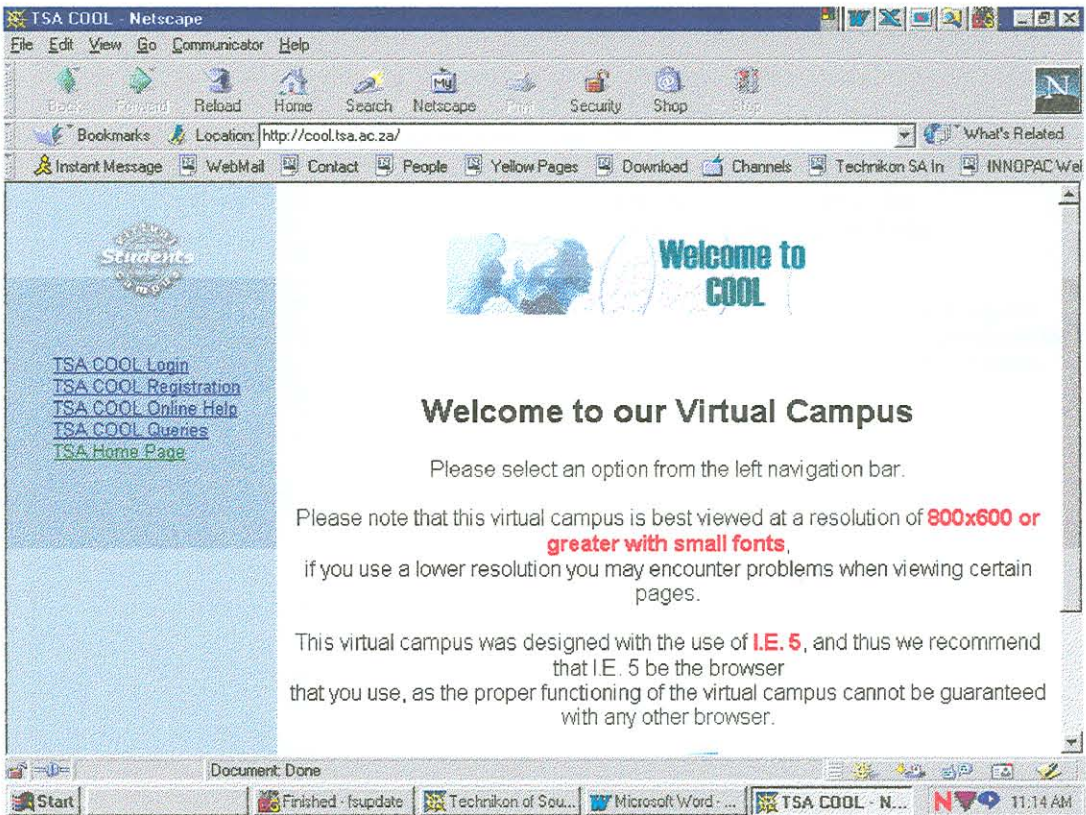 TSA COOL - Netscape
File Edit View Go Communicator Help
Back Forward Reload Home Search Netscape Print Security Shop Stop
Bookmarks Location: http://cool.tsa.ac.za/ What's Related
Instant Message WebMail Contact People Yellow Pages Download Channels Technikon SA In INNOPAC We
Virtual
Students
Campus
TSA COOL Login
TSA COOL Registration
TSA COOL Online Help
TSA COOL Queries
TSA Home Page
Welcome to
COOL
Welcome to our Virtual Campus
Please select an option from the left navigation bar.
Please note that this virtual campus is best viewed at a resolution of 800x600 or
greater with small fonts,
if you use a lower resolution you may encounter problems when viewing certain
pages.
This virtual campus was designed with the use of I.E. 5, and thus we recommend
that I.E. 5 be the browser
that you use, as the proper functioning of the virtual campus cannot be guaranteed
with any other browser.
Document: Done
Start Finished - fsupdate Technikon of Sou... Microsoft Word - ... TSA COOL - N... 11:14 AM